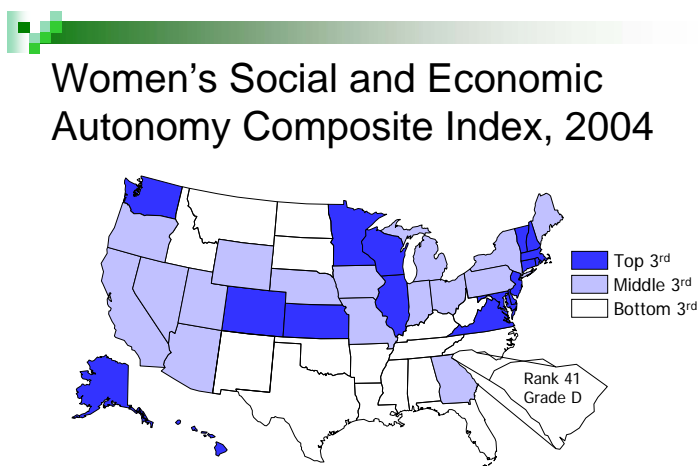 Women's Social and Economic
Autonomy Composite Index, 2004
Top 3rd
Middle 3rd
Bottom 3rd
Rank 41
Grade D